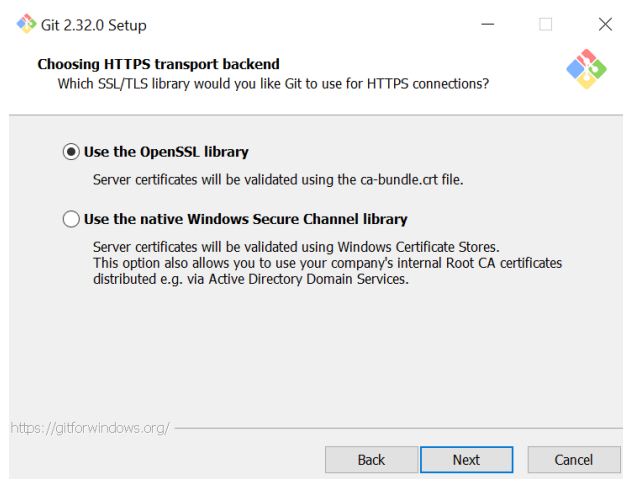 Git 2.32.0 Setup
Choosing HTTPS transport backend
Which SSL/TLS library would you like Git to use for HTTPS connections?
Use the OpenSSL library
Server certificates will be validated using the ca-bundle.crt file.
Use the native Windows Secure Channel library
Server certificates will be validated using Windows Certificate Stores.
This option also allows you to use your company's internal Root CA certificates
distributed e.g. via Active Directory Domain Services.
https://gitforwindows.org/
Back Next Cancel